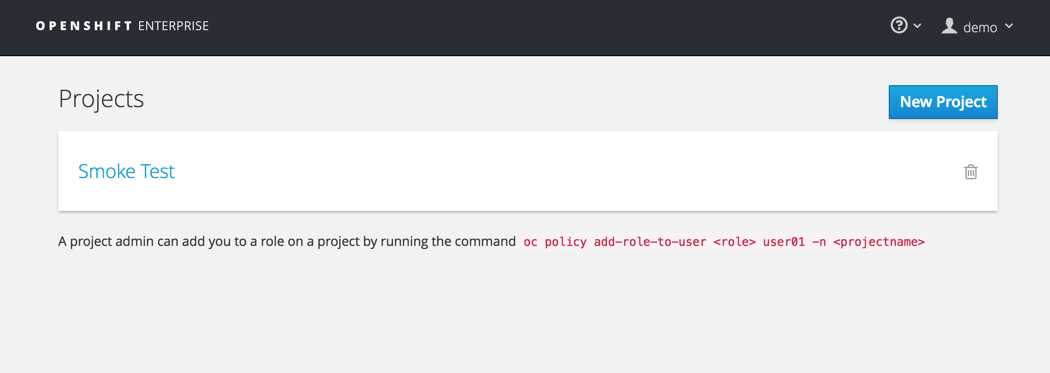 OPENSHIFT ENTERPRISE
demo
Projects
New Project
Smoke Test
A project admin can add you to a role on a project by running the command oc policy add-role-to-user <role> user01 -n <projectname>